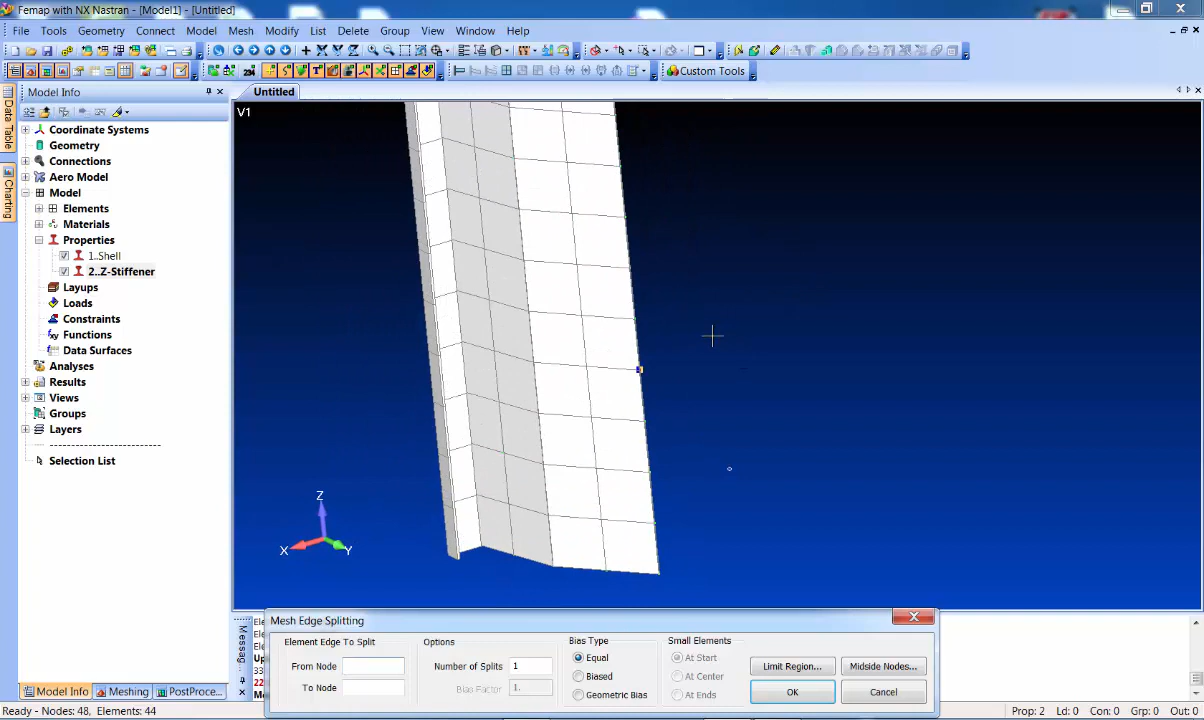 Femap with NX Nastran - [Model1] - [Untitled]
File Tools Geometry Connect Model Mesh Modify List Delete Group View Window Help
234
T
Custom Tools
Data Table
Charting
Model Info
Untitled
V1
Coordinate Systems
Geometry
Connections
Aero Model
Model
Elements
Materials
Properties
1..Shell
2..Z-Stiffener
Layups
Loads
Constraints
Functions
Data Surfaces
Analyses
Results
Views
Groups
Layers
Selection List
Z
X
Y
Mesh Edge Splitting
Element Edge To Split
From Node
To Node
Options
Number of Splits 1
Bias Factor 1.
Bias Type
Equal
Biased
Geometric Bias
Small Elements
At Start
At Center
At Ends
Limit Region...
Midside Nodes...
OK
Cancel
Model Info Meshing PostProce...
Ready - Nodes: 48, Elements: 44
Prop: 2 Ld: 0 Con: 0 Grp: 0 Out: 0